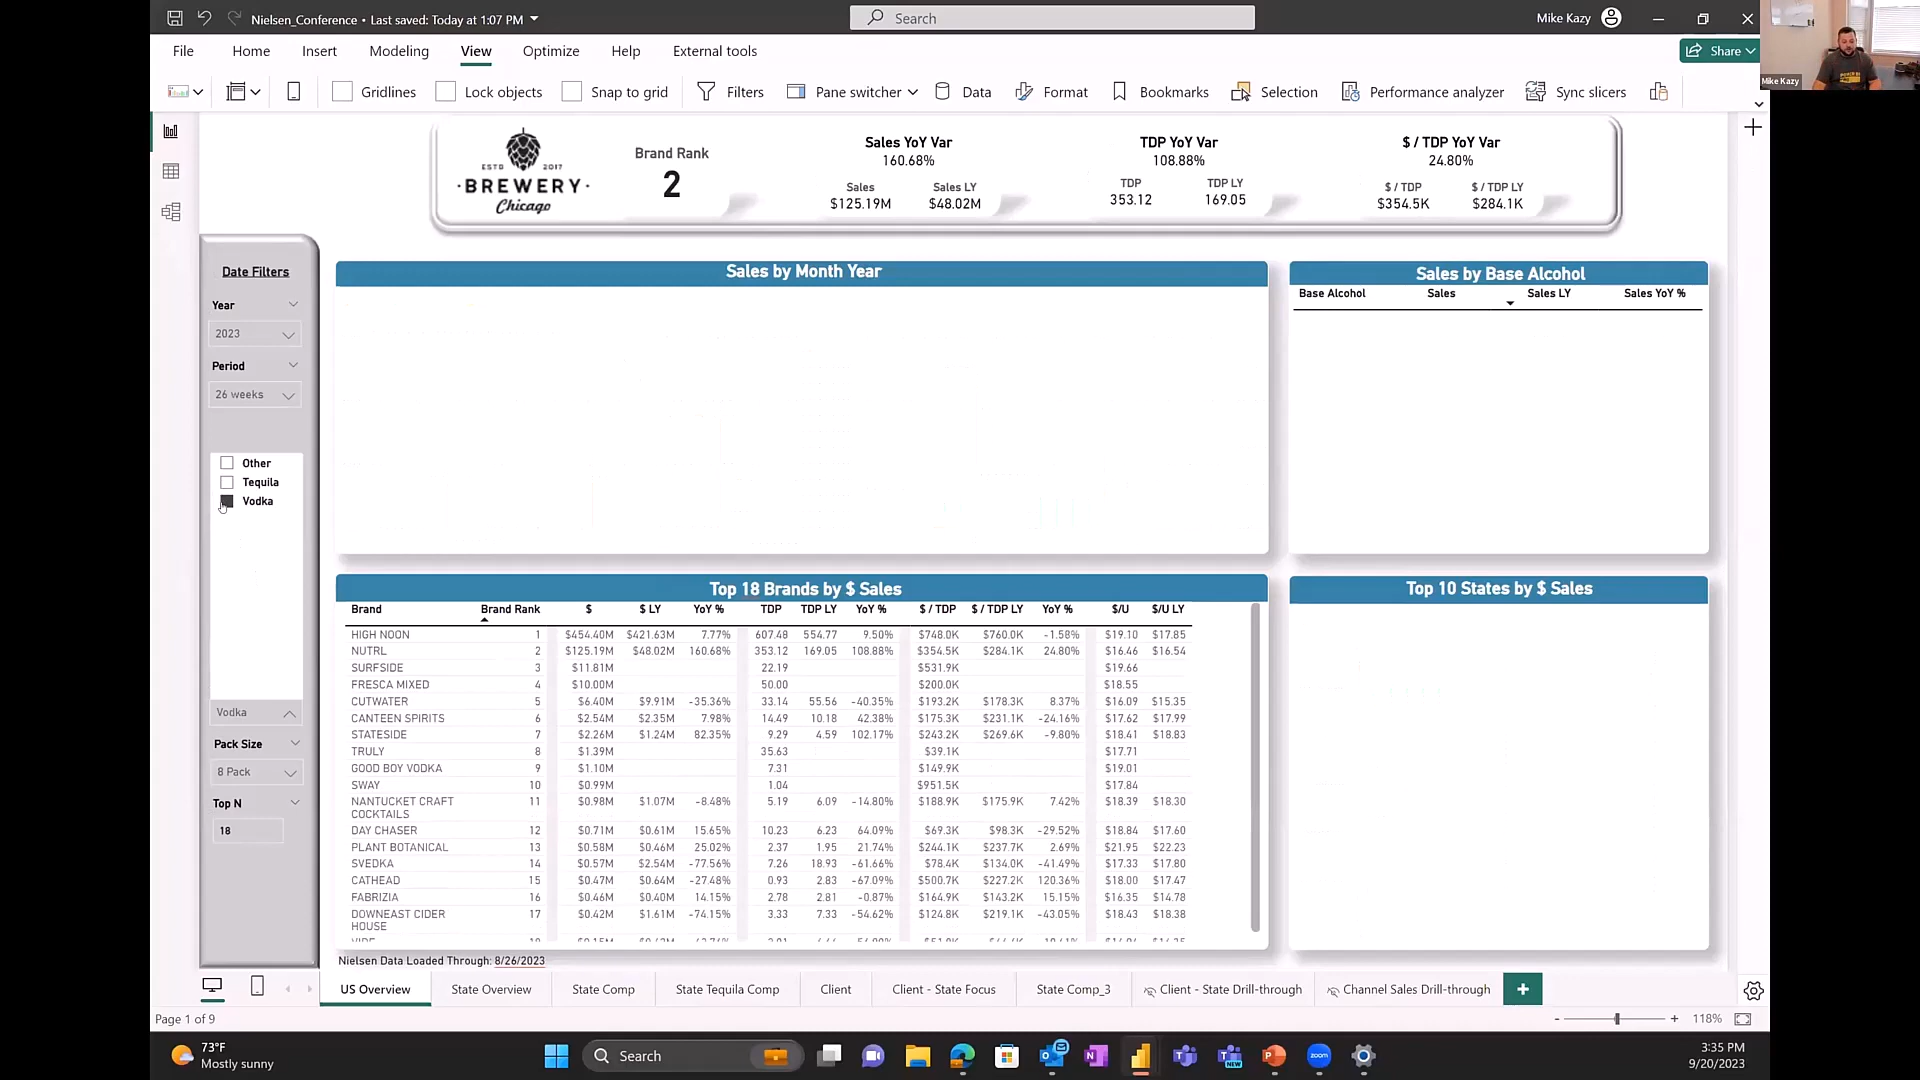 Nielsen_Conference • Last saved: Today at 1:07 PM
Search
Mike Kazy
File Home Insert Format Modeling View Optimize Help External tools
Share
Gridlines Lock objects Snap to grid Filters Pane switcher Data Format Bookmarks Selection Performance analyzer Sync slicers
Mike Kazy
ESTD 2017
·BREWERY·
Chicago
Brand Rank
2
Sales YoY Var
160.68%
Sales Sales LY
$125.19M $48.02M
TDP YoY Var
108.88%
TDP TDP LY
353.12 169.05
$ / TDP YoY Var
24.80%
$ / TDP $ / TDP LY
$354.5K $284.1K
Date Filters
Year
2023
Period
26 weeks
Other
Tequila
Vodka
Vodka
Pack Size
8 Pack
Top N
18
Sales by Month Year
Sales by Base Alcohol
Base Alcohol Sales Sales LY Sales YoY %
Top 18 Brands by $ Sales
Brand Brand Rank $ $ LY YoY % TDP TDP LY YoY % $ / TDP $ / TDP LY YoY % $/U $/U LY
HIGH NOON 1 $454.40M $421.63M 7.77% 607.48 554.77 9.50% $748.0K $760.0K -1.58% $19.10 $17.85
NUTRL 2 $125.19M $48.02M 160.68% 353.12 169.05 108.88% $354.5K $284.1K 24.80% $16.46 $16.54
SURFSIDE 3 $11.81M 22.19 $531.9K $19.66
FRESCA MIXED 4 $10.00M 50.00 $200.0K $18.55
CUTWATER 5 $6.40M $9.91M -35.36% 33.14 55.56 -40.35% $193.2K $178.3K 8.37% $16.09 $15.35
CANTEEN SPIRITS 6 $2.54M $2.35M 7.98% 14.49 10.18 42.38% $175.3K $231.1K -24.16% $17.62 $17.99
STATESIDE 7 $2.26M $1.24M 82.35% 9.29 4.59 102.17% $243.2K $269.6K -9.80% $18.41 $18.83
TRULY 8 $1.39M 35.63 $39.1K $17.71
GOOD BOY VODKA 9 $1.10M 7.31 $149.9K $19.01
SWAY 10 $0.99M 1.04 $951.5K $17.84
NANTUCKET CRAFT 11 $0.98M $1.07M -8.48% 5.19 6.09 -14.80% $188.9K $175.9K 7.42% $18.39 $18.30
COCKTAILS
DAY CHASER 12 $0.71M $0.61M 15.65% 10.23 6.23 64.09% $69.3K $98.3K -29.52% $18.84 $17.60
PLANT BOTANICAL 13 $0.58M $0.46M 25.02% 2.37 1.95 21.74% $244.1K $237.7K 2.69% $21.95 $22.23
SVEDKA 14 $0.57M $2.54M -77.56% 7.26 18.93 -61.66% $78.4K $134.0K -41.49% $17.33 $17.80
CATHEAD 15 $0.47M $0.64M -27.48% 0.93 2.83 -67.09% $500.7K $227.2K 120.36% $18.00 $17.47
FABRIZIA 16 $0.46M $0.40M 14.15% 2.78 2.81 -0.87% $164.9K $143.2K 15.15% $16.35 $14.78
DOWNEAST CIDER 17 $0.42M $1.61M -74.15% 3.33 7.33 -54.62% $124.8K $219.1K -43.05% $18.43 $18.38
HOUSE
Top 10 States by $ Sales
Nielsen Data Loaded Through: 8/26/2023
US Overview State Overview State Comp State Tequila Comp Client Client - State Focus State Comp_3 Client - State Drill-through Channel Sales Drill-through
Page 1 of 9
118%
73°F
Mostly sunny
Search
zoom
NEW
3:35 PM
9/20/2023